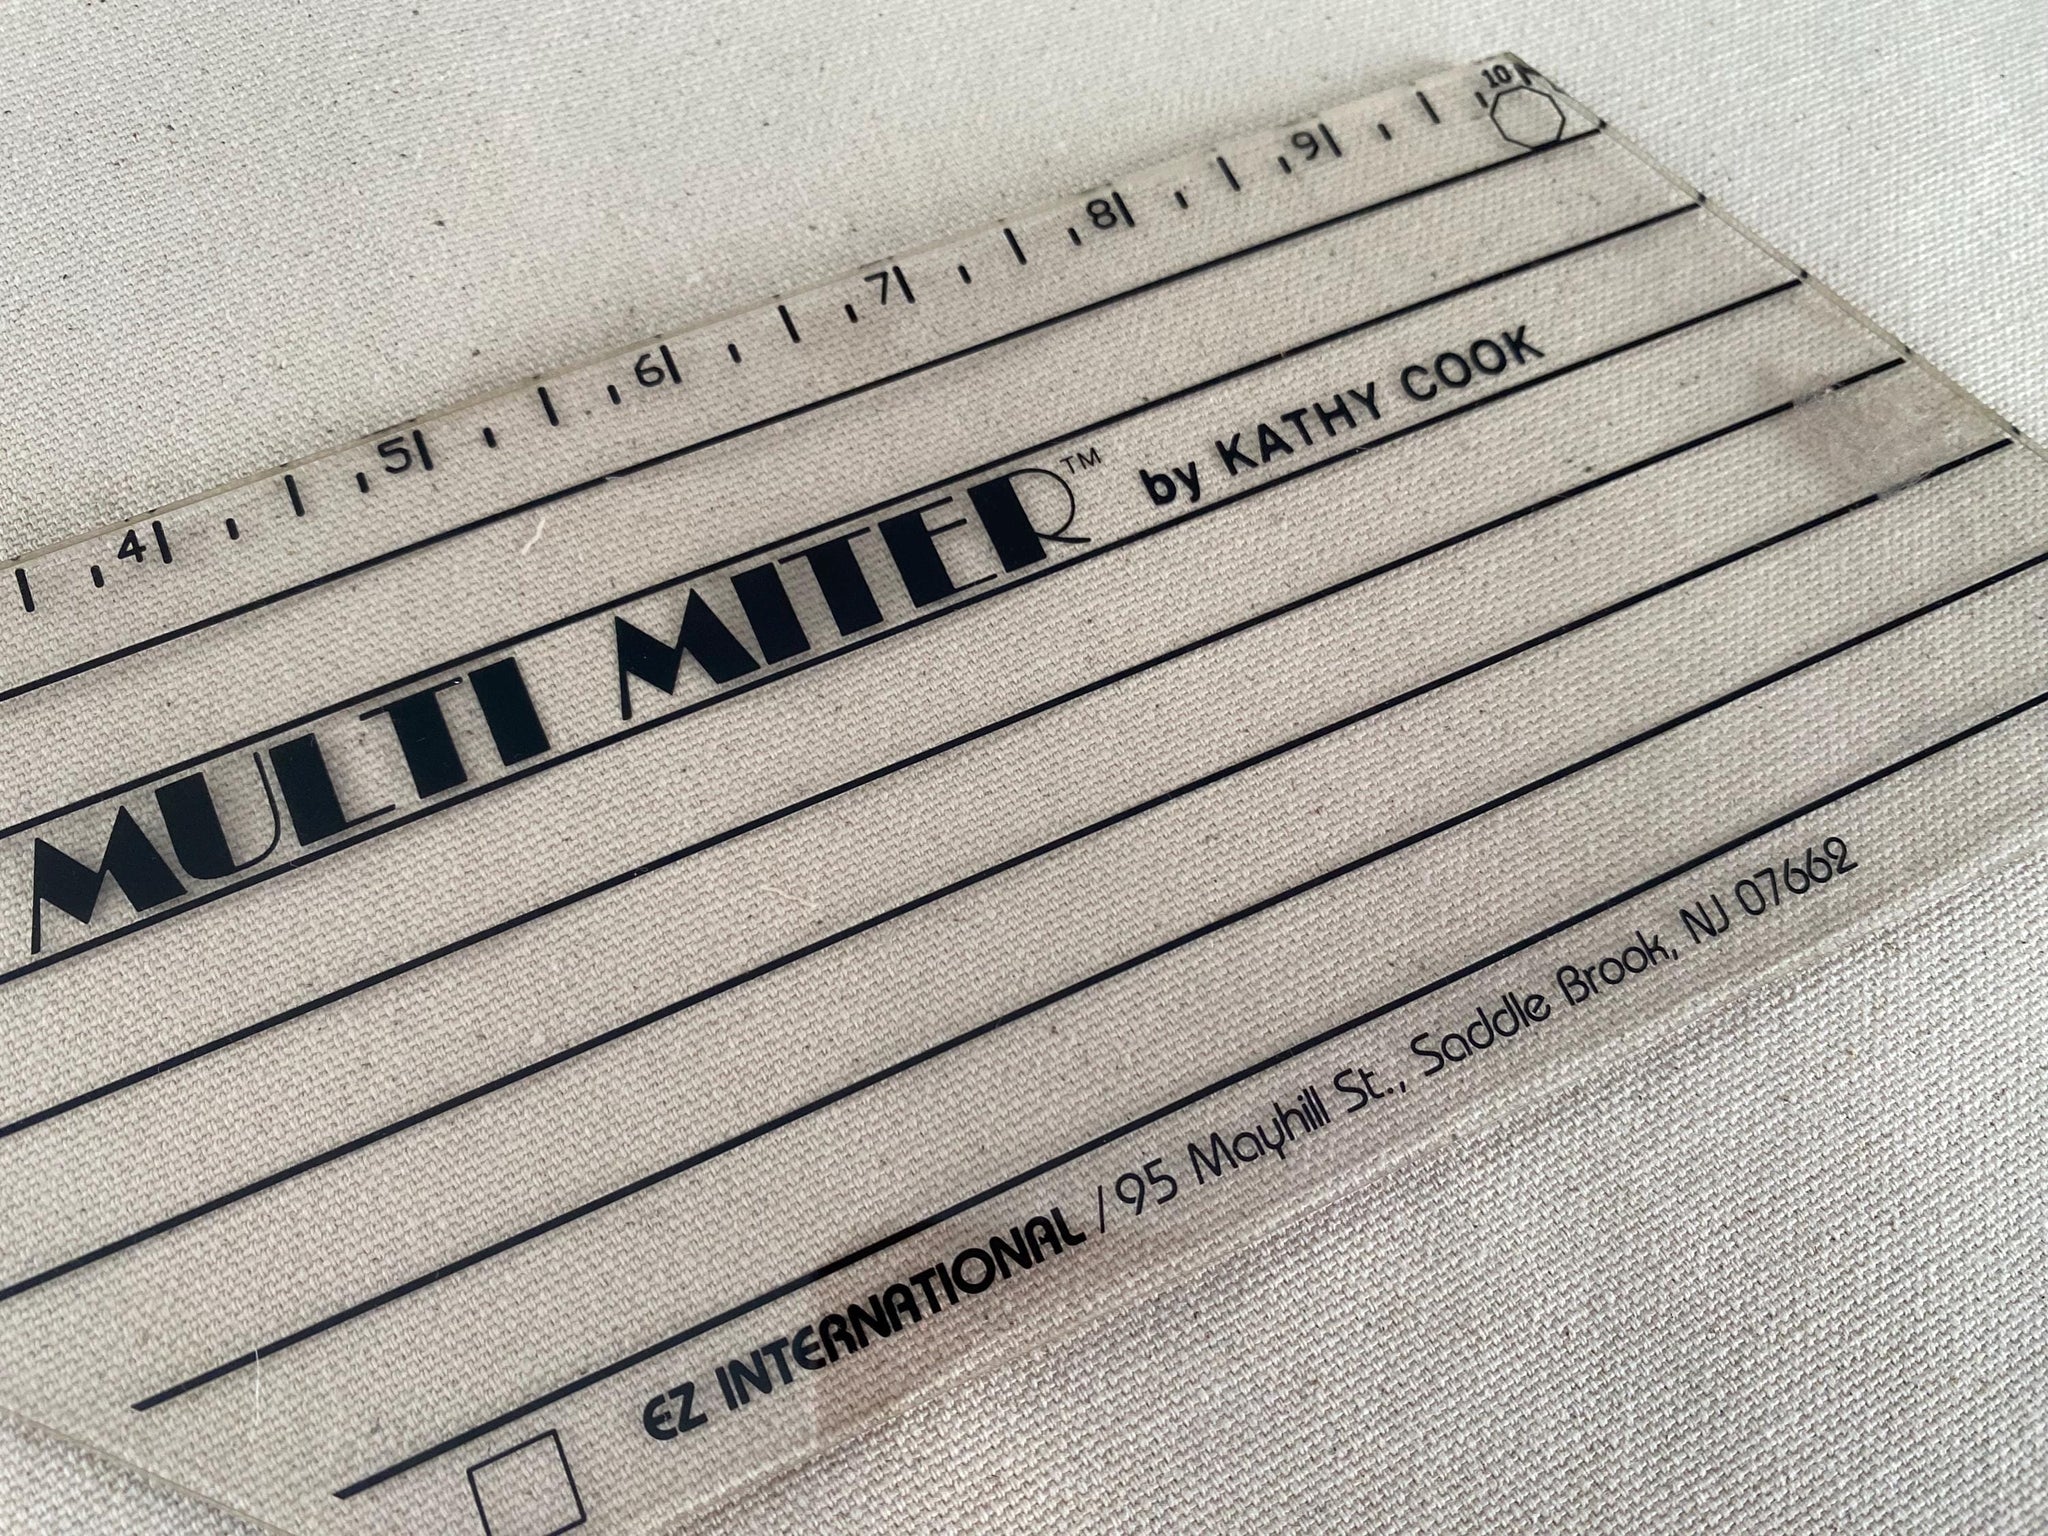 4 5 6 7 8 9 10
MULTI MITER™ by KATHY COOK
EZ INTERNATIONAL / 95 Mayhill St., Saddle Brook, NJ 07662